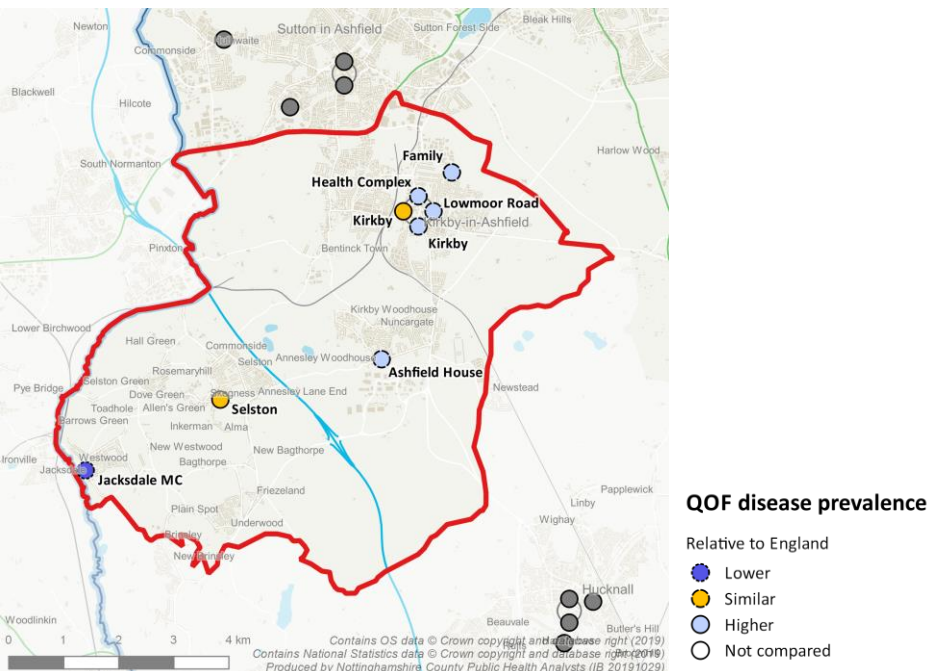 Newton
Sutton in Ashfield
Sutton Forest Side
Bleak Hills
Commonside
Blackwell
Hilcote
Harlow Wood
South Normanton
Family
Health Complex
Lowmoor Road
Kirkby
Kirkby-in-Ashfield
Kirkby
Pinxton
Bentinck Town
Kirkby Woodhouse
Nuncargate
Lower Birchwood
Hall Green
Commonside
Selston
Annesley Woodhouse
Ashfield House
Rosemaryhill
Pye Bridge
Selston Green
Dove Green
Skegness
Annesley Lane End
Newstead
Toadhole
Allen's Green
Selston
Barrows Green
Inkerman
Alma
New Westwood
New Bagthorpe
Ironville
Westwood
Bagthorpe
Jacksdale MC
Friezeland
Papplewick
Linby
Plain Spot
Underwood
Wighay
Brinsley
New Brinsley
Hucknall
Woodlinkin
Beauvale
Butler's Hill
0 1 2 3 4 km
Contains OS data © Crown copyright and database right (2019)
Contains National Statistics data © Crown copyright and database right (2019)
Produced by Nottinghamshire County Public Health Analysts (IB 20191029)
QOF disease prevalence
Relative to England
Lower
Similar
Higher
Not compared